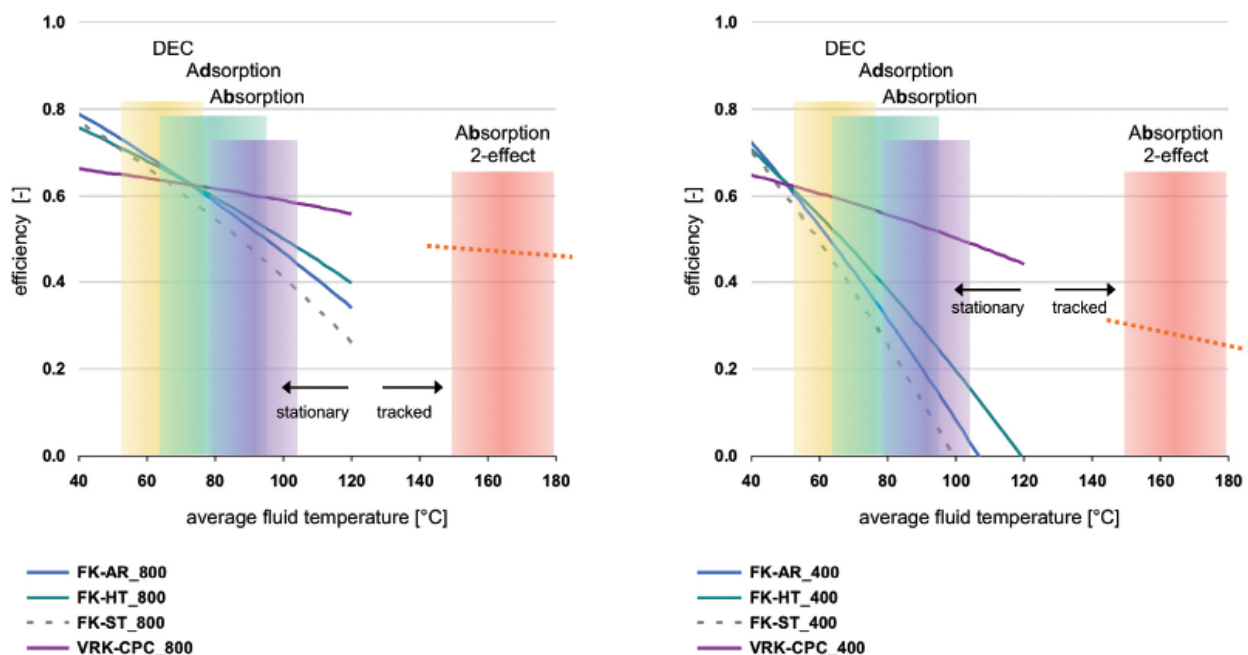 1.0
DEC
Adsorption
Absorption
0.8
Absorption
2-effect
0.6
efficiency [-]
0.4
0.2
stationary tracked
0.0
40 60 80 100 120 140 160 180
average fluid temperature [°C]
FK-AR_800
FK-HT_800
FK-ST_800
VRK-CPC_800
1.0
DEC
Adsorption
Absorption
0.8
Absorption
2-effect
0.6
efficiency [-]
0.4
stationary tracked
0.2
0.0
40 60 80 100 120 140 160 180
average fluid temperature [°C]
FK-AR_400
FK-HT_400
FK-ST_400
VRK-CPC_400